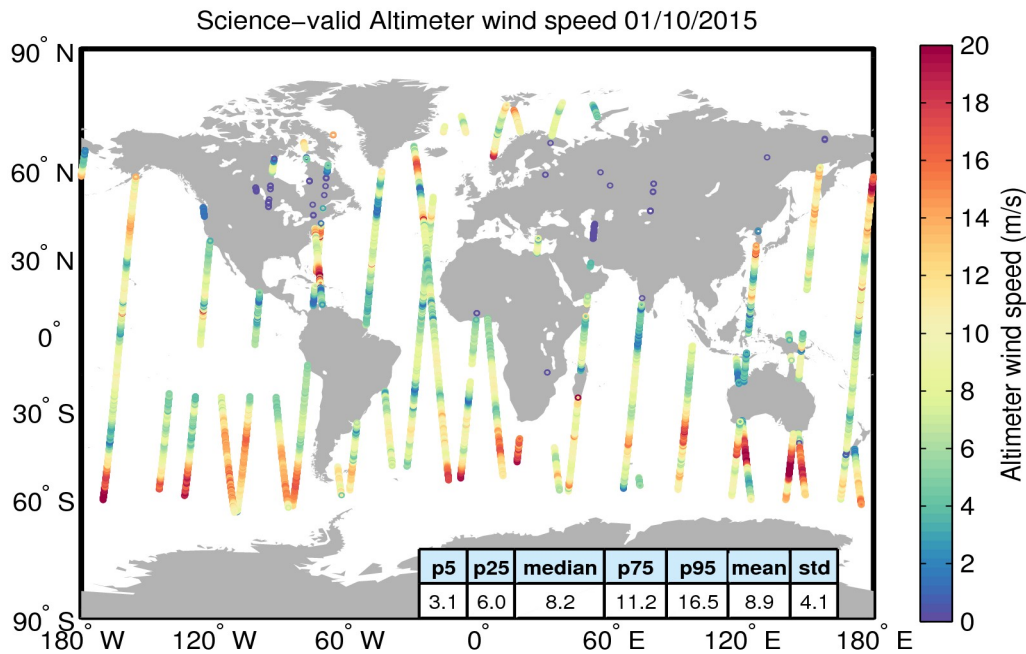 Science−valid Altimeter wind speed 01/10/2015
90° N
60° N
30° N
0°
30° S
60° S
90° S
180° W
120° W
60° W
0°
60° E
120° E
180° E
p5 p25 median p75 p95 mean std
3.1 6.0 8.2 11.2 16.5 8.9 4.1
20
18
16
14
12
10
8
6
4
2
0
Altimeter wind speed (m/s)